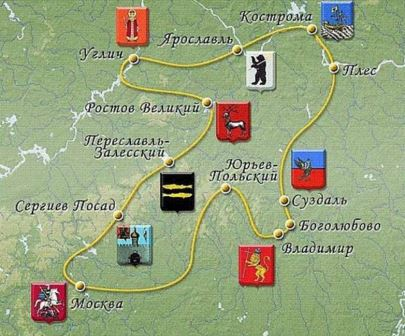 Кострома
Ярославль
Углич
Плес
Ростов Великий
Переславль-
Залесский
Юрьев-
Польский
Суздаль
Сергиев Посад
Боголюбово
Владимир
Москва